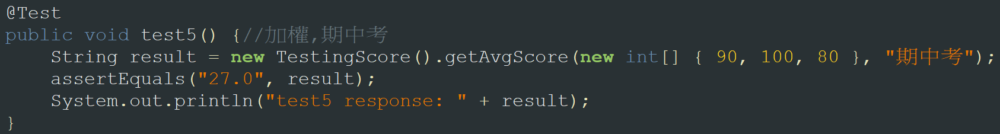 @Test
public void test5() {//加權,期中考
    String result = new TestingScore().getAvgScore(new int[] { 90, 100, 80 }, "期中考");
    assertEquals("27.0", result);
    System.out.println("test5 response: " + result);
}